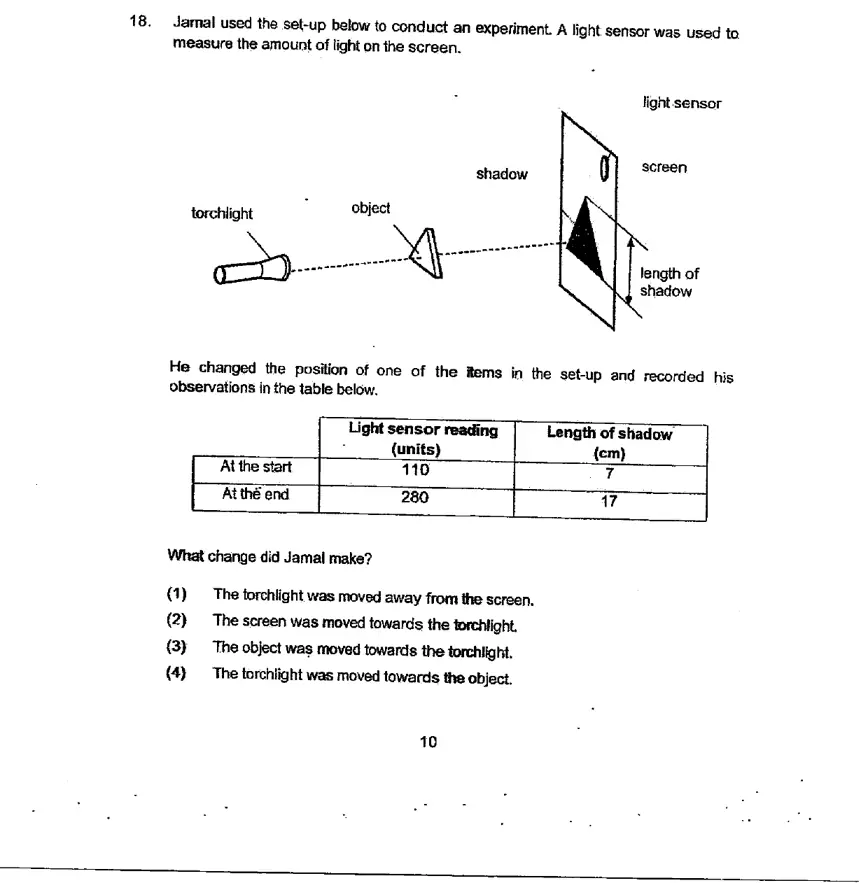 18. Jamal used the set-up below to conduct an experiment. A light sensor was used to
measure the amount of light on the screen.
light sensor
shadow
screen
torchlight
object
length of
shadow
He changed the position of one of the items in the set-up and recorded his
observations in the table below.
Light sensor reading
(units)
Length of shadow
(cm)
At the start 110 7
At the end 280 17
What change did Jamal make?
(1) The torchlight was moved away from the screen.
(2) The screen was moved towards the torchlight.
(3) The object was moved towards the torchlight.
(4) The torchlight was moved towards the object.
10